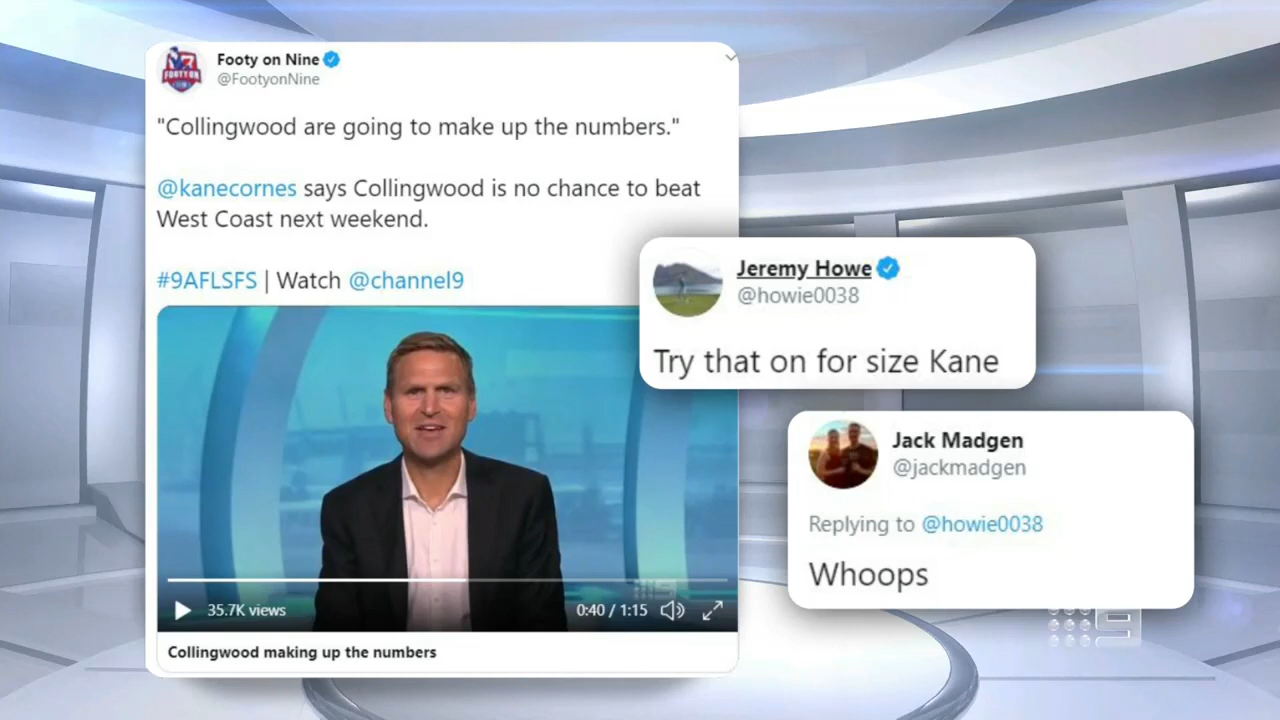 Footy on Nine
@FootyonNine
"Collingwood are going to make up the numbers."
@kanecornes says Collingwood is no chance to beat
West Coast next weekend.
#9AFLSFS | Watch @channel9
35.7K views
0:40 / 1:15
Collingwood making up the numbers
Jeremy Howe
@howie0038
Try that on for size Kane
Jack Madgen
@jackmadgen
Replying to @howie0038
Whoops